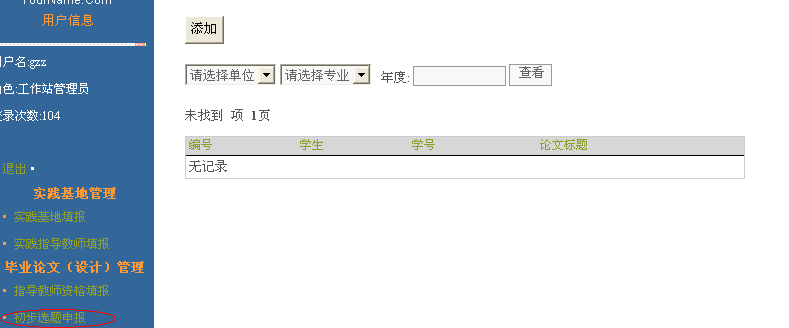 YourName.Com
用户信息
户名:gzz
角色:工作站管理员
登录次数:104
退出
实践基地管理
实践基地填报
实践指导教师填报
毕业论文（设计）管理
指导教师资格填报
初步选题申报
添加
请选择单位 请选择专业 年度: 查看
未找到 项 1页
编号 学生 学号 论文标题
无记录